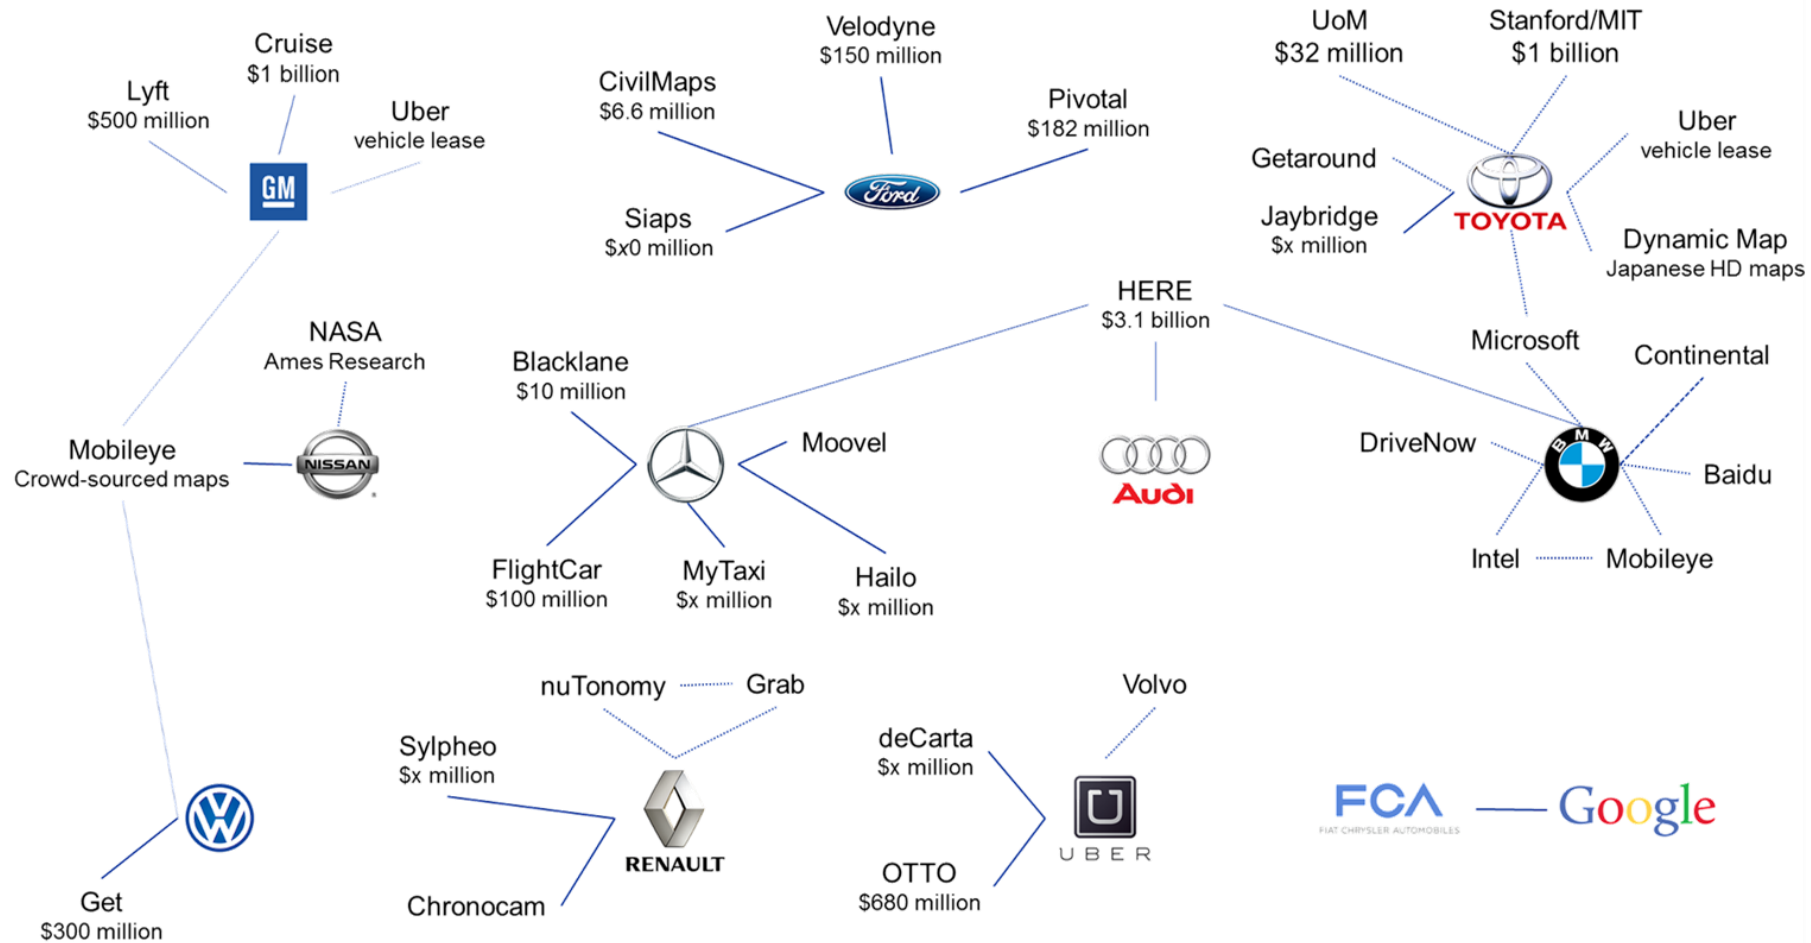 Cruise
$1 billion
Lyft
$500 million
Uber
vehicle lease
GM
Velodyne
$150 million
CivilMaps
$6.6 million
Pivotal
$182 million
Ford
Siaps
$x0 million
UoM
$32 million
Stanford/MIT
$1 billion
Getaround
Jaybridge
$x million
TOYOTA
Uber
vehicle lease
Dynamic Map
Japanese HD maps
HERE
$3.1 billion
Microsoft
Continental
NASA
Ames Research
Mobileye
Crowd-sourced maps
NISSAN
Blacklane
$10 million
Moovel
FlightCar
$100 million
MyTaxi
$x million
Hailo
$x million
Audi
DriveNow
BMW
Baidu
Intel
Mobileye
nuTonomy
Grab
Sylpheo
$x million
RENAULT
Chronocam
Volvo
deCarta
$x million
U
UBER
OTTO
$680 million
FCA
FIAT CHRYSLER AUTOMOBILES
Google
VW
Get
$300 million